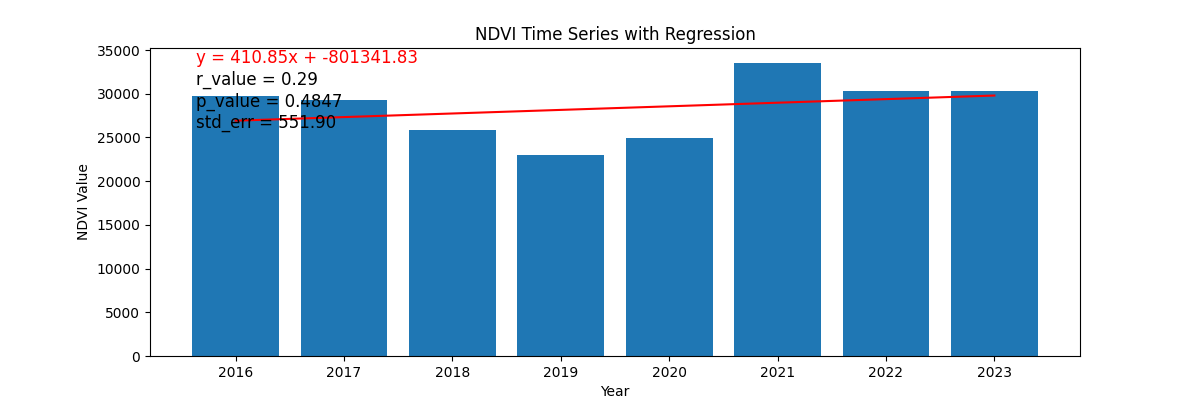 NDVI Time Series with Regression
y = 410.85x + -801341.83
r_value = 0.29
p_value = 0.4847
std_err = 551.90
35000
30000
25000
20000
15000
10000
5000
0
NDVI Value
2016 2017 2018 2019 2020 2021 2022 2023
Year